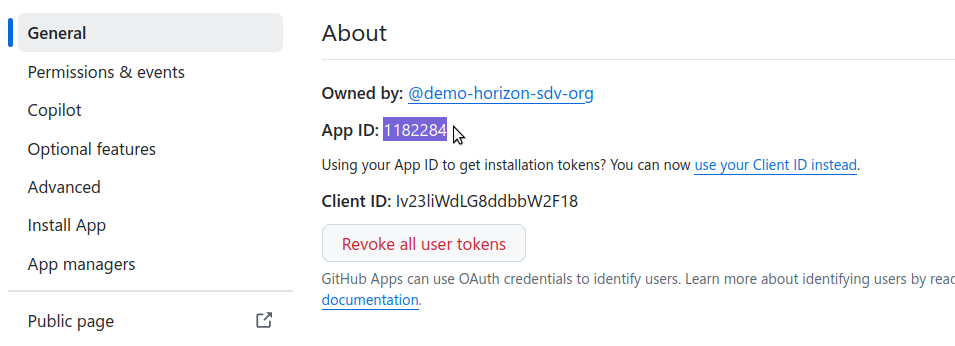 General
Permissions & events
Copilot
Optional features
Advanced
Install App
App managers
Public page
About
Owned by: @demo-horizon-sdv-org
App ID: 1182284
Using your App ID to get installation tokens? You can now use your Client ID instead.
Client ID: Iv23liWdLG8ddbbW2F18
Revoke all user tokens
GitHub Apps can use OAuth credentials to identify users. Learn more about identifying users by
documentation.